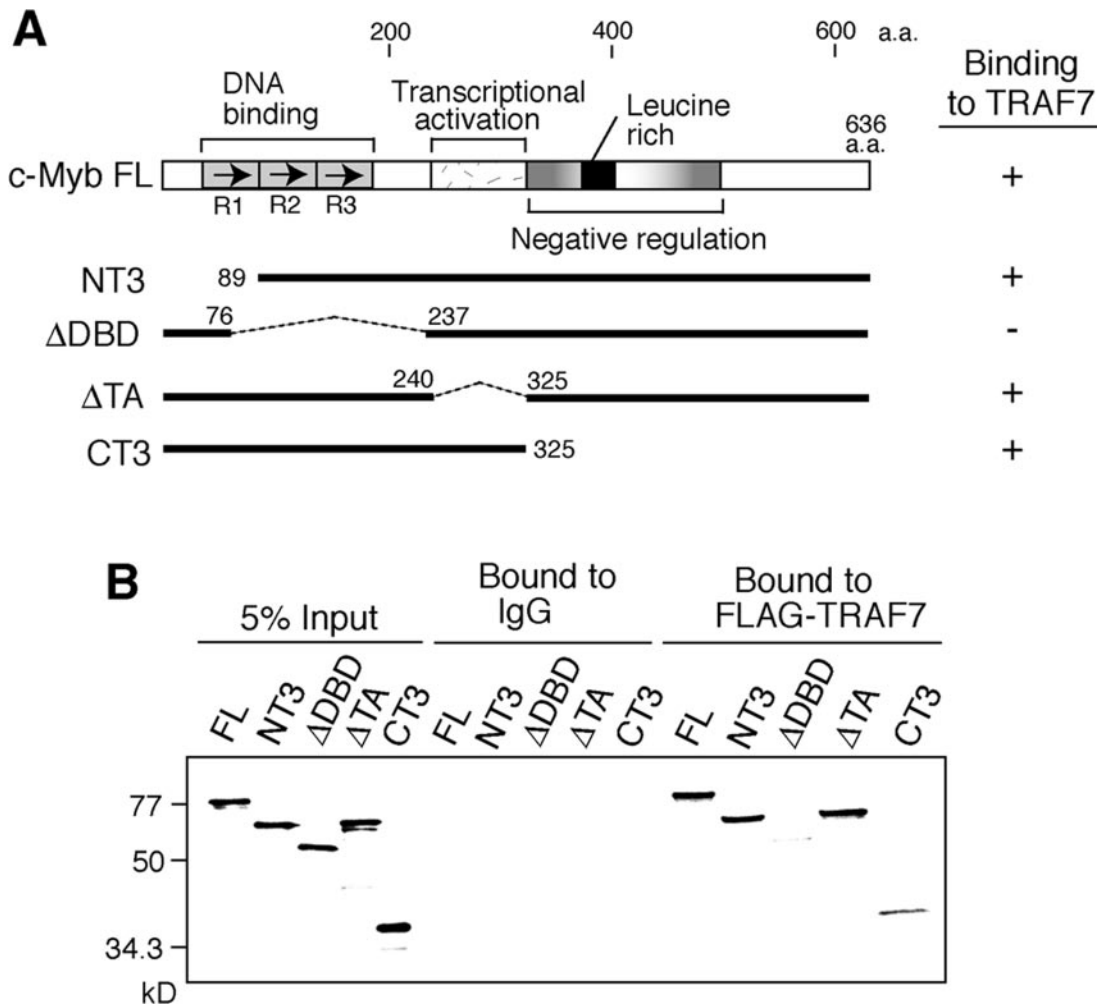 A
200 400 600 a.a.
Binding
to TRAF7
DNA
binding
Transcriptional
activation
Leucine
rich
636
a.a.
c-Myb FL +
R1 R2 R3
Negative regulation
NT3 89 +
ΔDBD 76 237 -
ΔTA 240 325 +
CT3 325 +
B
5% Input
Bound to
IgG
Bound to
FLAG-TRAF7
FL NT3 ΔDBD ΔTA CT3 FL NT3 ΔDBD ΔTA CT3 FL NT3 ΔDBD ΔTA CT3
77
50
34.3
kD